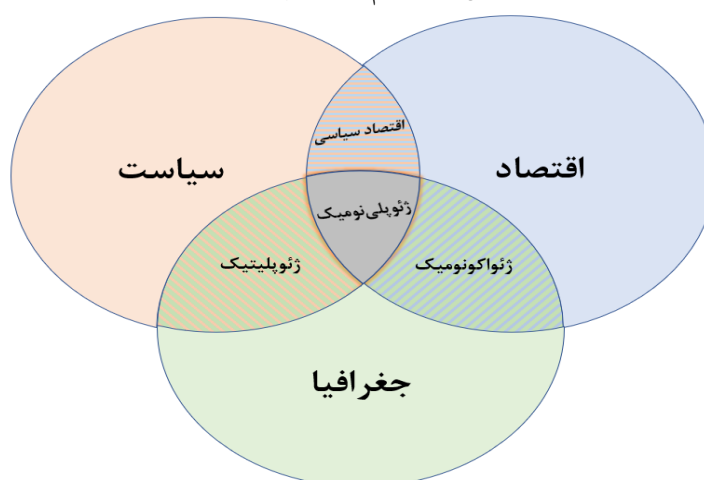 اقتصاد سیاسی
اقتصاد
سیاست
ژئوپلی‌نومیک
ژئواکونومیک
ژئوپلیتیک
جغرافیا